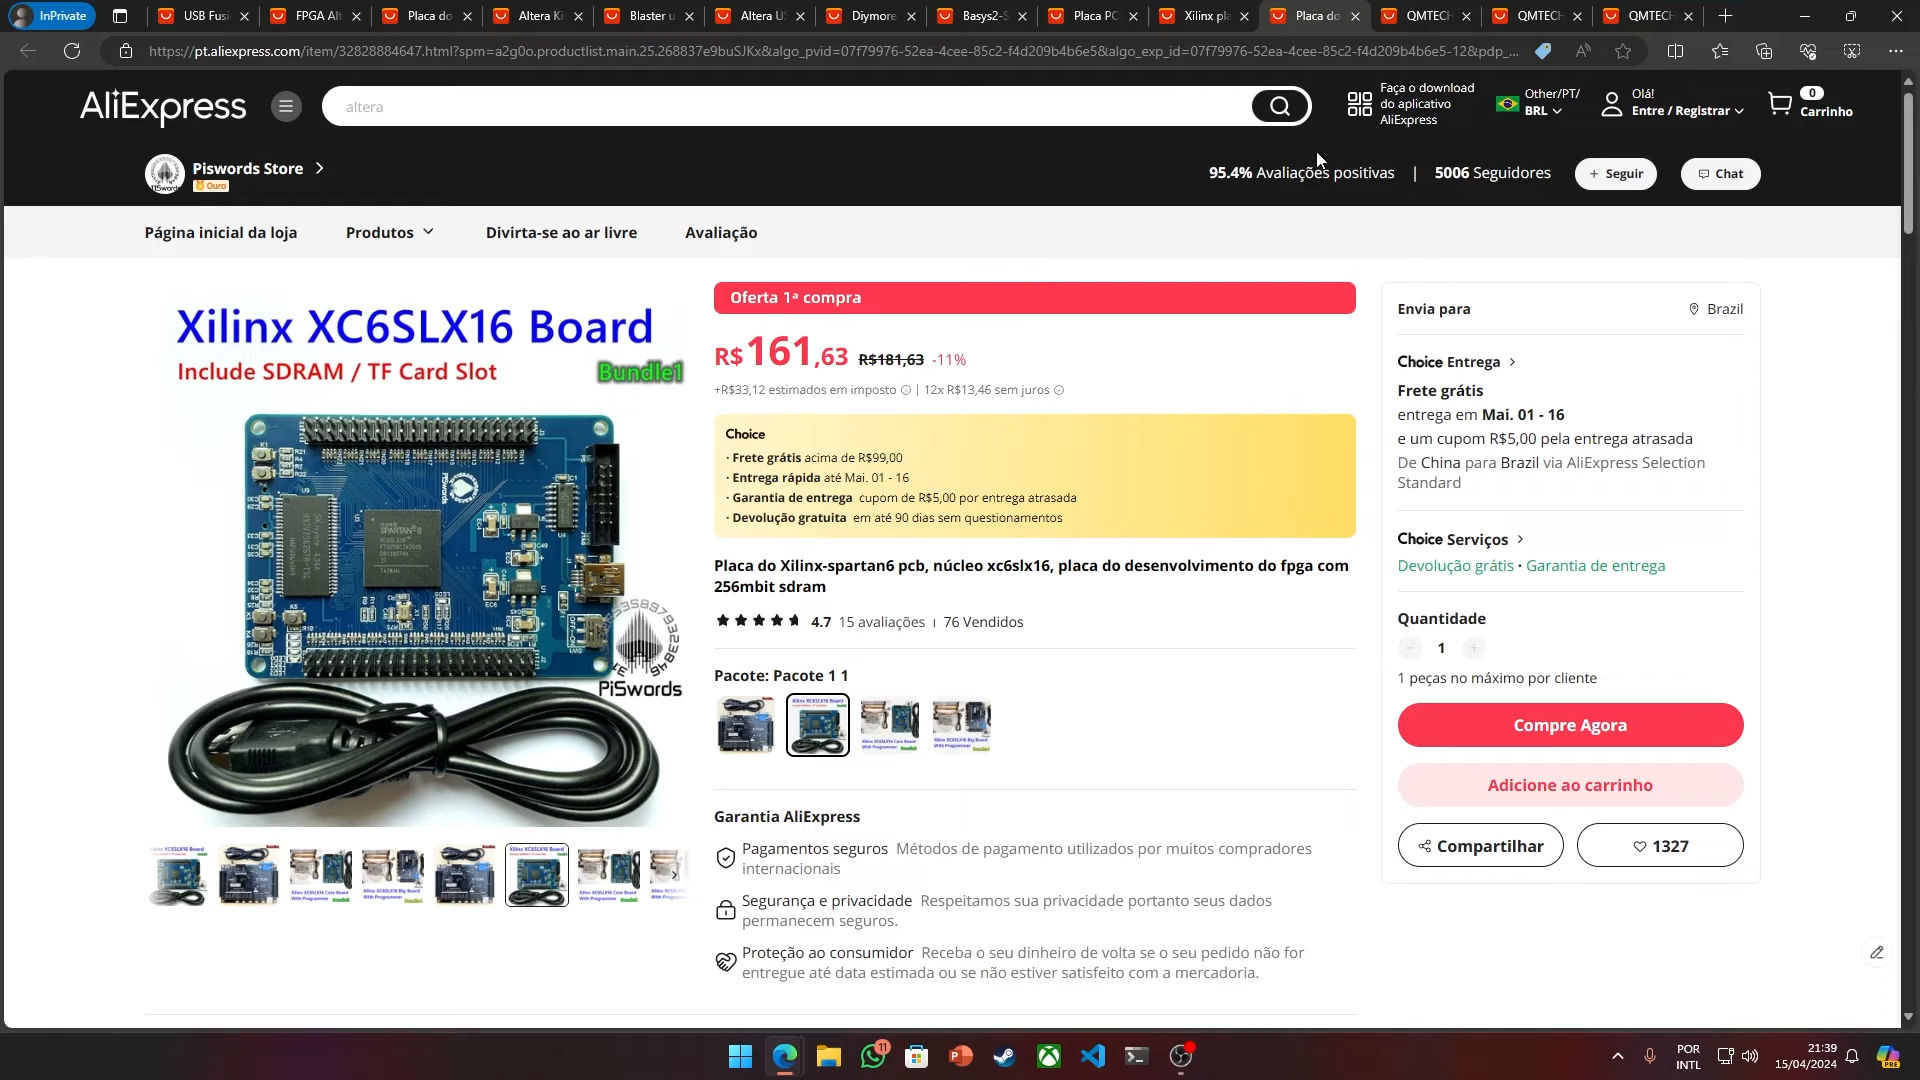 InPrivate
USB Fusi
FPGA Alt
Placa do
Altera Ki
Blaster u
Altera US
Diymore
Basys2-S
Placa PC
Xilinx pla
Placa do
QMTECH
QMTECH
QMTECH
https://pt.aliexpress.com/item/32828884647.html?spm=a2g0o.productlist.main.25.268837e9buSJKx&algo_pvid=07f79976-52ea-4cee-85c2-f4d209b4b6e5&algo_exp_id=07f79976-52ea-4cee-85c2-f4d209b4b6e5-12&pdp_...
AliExpress
altera
Faça o download
do aplicativo
AliExpress
Other/PT/
BRL
Olá!
Entre / Registrar
0
Carrinho
Piswords Store
Ouro
95.4% Avaliações positivas | 5006 Seguidores
+ Seguir
Chat
Página inicial da loja
Produtos
Divirta-se ao ar livre
Avaliação
Xilinx XC6SLX16 Board
Include SDRAM / TF Card Slot
Bundle1
SPARTAN-6
PiSwords
Oferta 1ª compra
R$161,63 R$181,63 -11%
+R$33,12 estimados em imposto | 12x R$13,46 sem juros
Choice
· Frete grátis acima de R$99,00
· Entrega rápida até Mai. 01 - 16
· Garantia de entrega cupom de R$5,00 por entrega atrasada
· Devolução gratuita em até 90 dias sem questionamentos
Placa do Xilinx-spartan6 pcb, núcleo xc6slx16, placa do desenvolvimento do fpga com
256mbit sdram
4.7 15 avaliações | 76 Vendidos
Pacote: Pacote 1 1
Garantia AliExpress
Pagamentos seguros Métodos de pagamento utilizados por muitos compradores
internacionais
Segurança e privacidade Respeitamos sua privacidade portanto seus dados
permanecem seguros.
Proteção ao consumidor Receba o seu dinheiro de volta se o seu pedido não for
entregue até data estimada ou se não estiver satisfeito com a mercadoria.
Envia para
Brazil
Choice Entrega
Frete grátis
entrega em Mai. 01 - 16
e um cupom R$5,00 pela entrega atrasada
De China para Brazil via AliExpress Selection
Standard
Choice Serviços
Devolução grátis · Garantia de entrega
Quantidade
− 1 +
1 peças no máximo por cliente
Compre Agora
Adicione ao carrinho
Compartilhar
1327
11
POR
INTL
21:39
15/04/2024
PRE